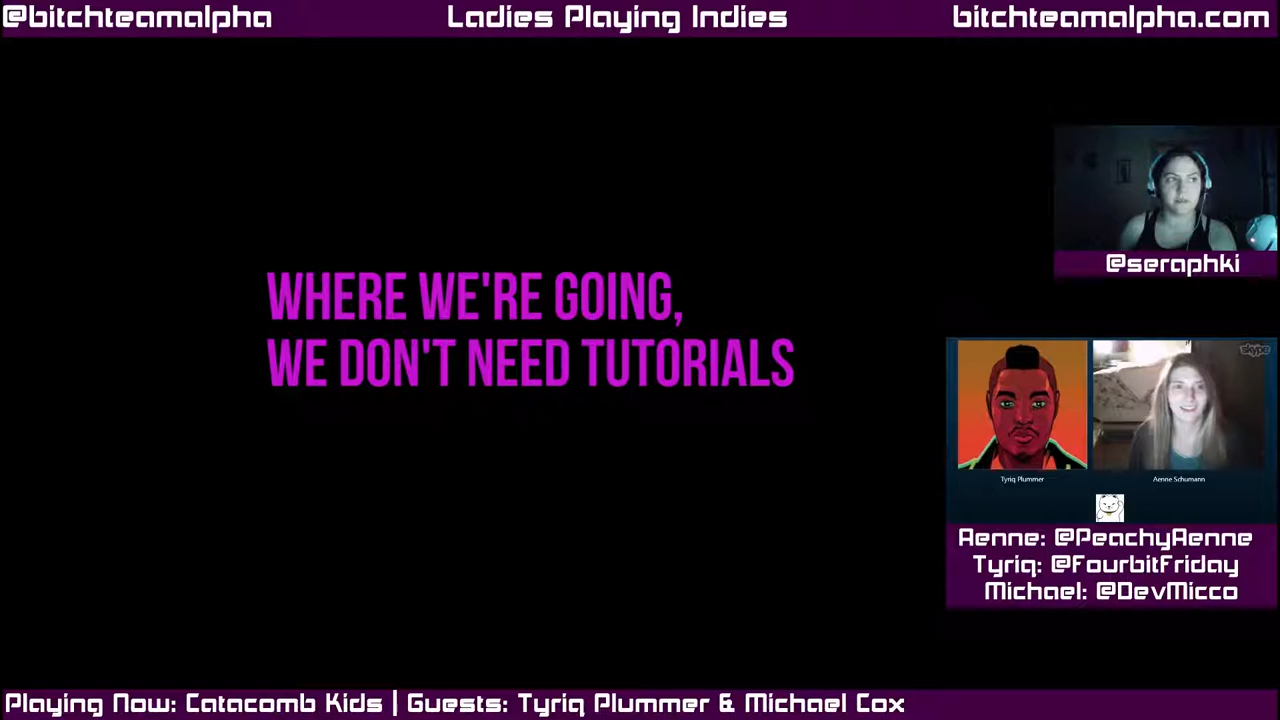 @bitchteamalpha
Ladies Playing Indies
bitchteamalpha.com
WHERE WE'RE GOING,
WE DON'T NEED TUTORIALS
@seraphki
skype
Tyriq Plummer
Aenne Schumann
Aenne: @PeachyAenne
Tyriq: @FourbitFriday
Michael: @DevMicco
Playing Now: Catacomb Kids | Guests: Tyriq Plummer & Michael Cox